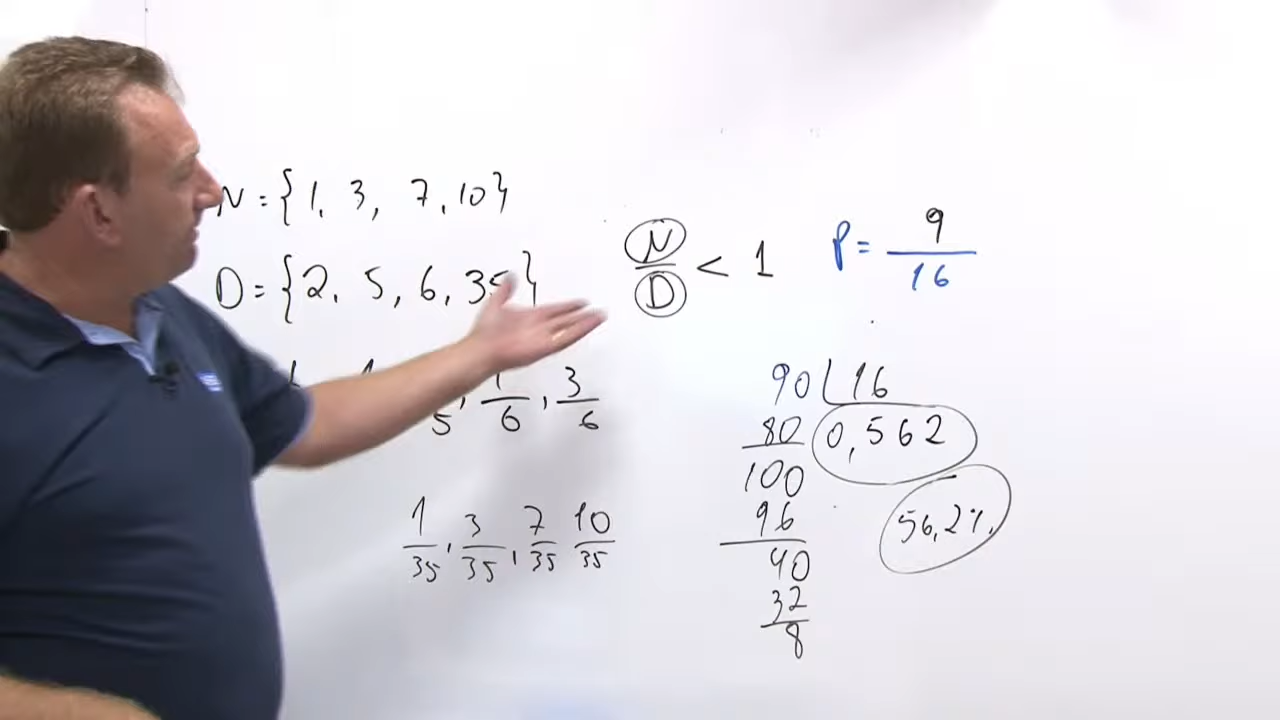 N = {1, 3, 7, 10}
D = {2, 5, 6, 35}
N/D < 1
P = 9/16
5, 1/6, 3/6
1/35, 3/35, 7/35 10/35
90 | 16
80 0,562
100
96 56,2%
40
32
8